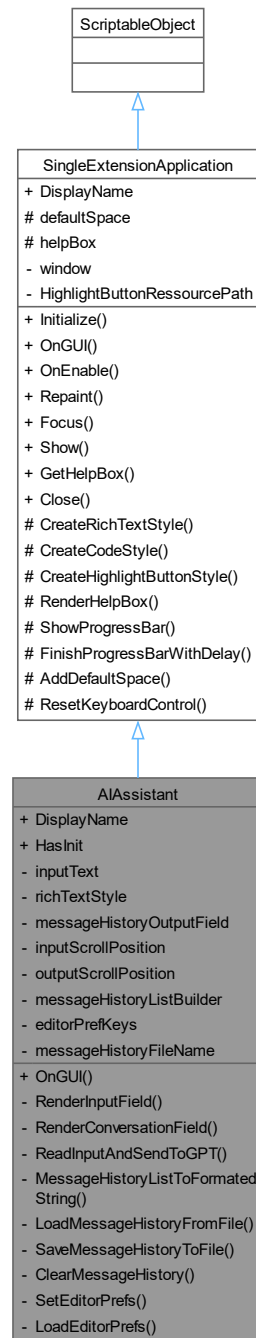 ScriptableObject
SingleExtensionApplication
+ DisplayName
# defaultSpace
# helpBox
- window
- HighlightButtonRessourcePath
+ Initialize()
+ OnGUI()
+ OnEnable()
+ Repaint()
+ Focus()
+ Show()
+ GetHelpBox()
+ Close()
# CreateRichTextStyle()
# CreateCodeStyle()
# CreateHighlightButtonStyle()
# RenderHelpBox()
# ShowProgressBar()
# FinishProgressBarWithDelay()
# AddDefaultSpace()
# ResetKeyboardControl()
AIAssistant
+ DisplayName
+ HasInit
- inputText
- richTextStyle
- messageHistoryOutputField
- inputScrollPosition
- outputScrollPosition
- messageHistoryListBuilder
- editorPrefKeys
- messageHistoryFileName
+ OnGUI()
- RenderInputField()
- RenderConversationField()
- ReadInputAndSendToGPT()
- MessageHistoryListToFormated
String()
- LoadMessageHistoryFromFile()
- SaveMessageHistoryToFile()
- ClearMessageHistory()
- SetEditorPrefs()
- LoadEditorPrefs()